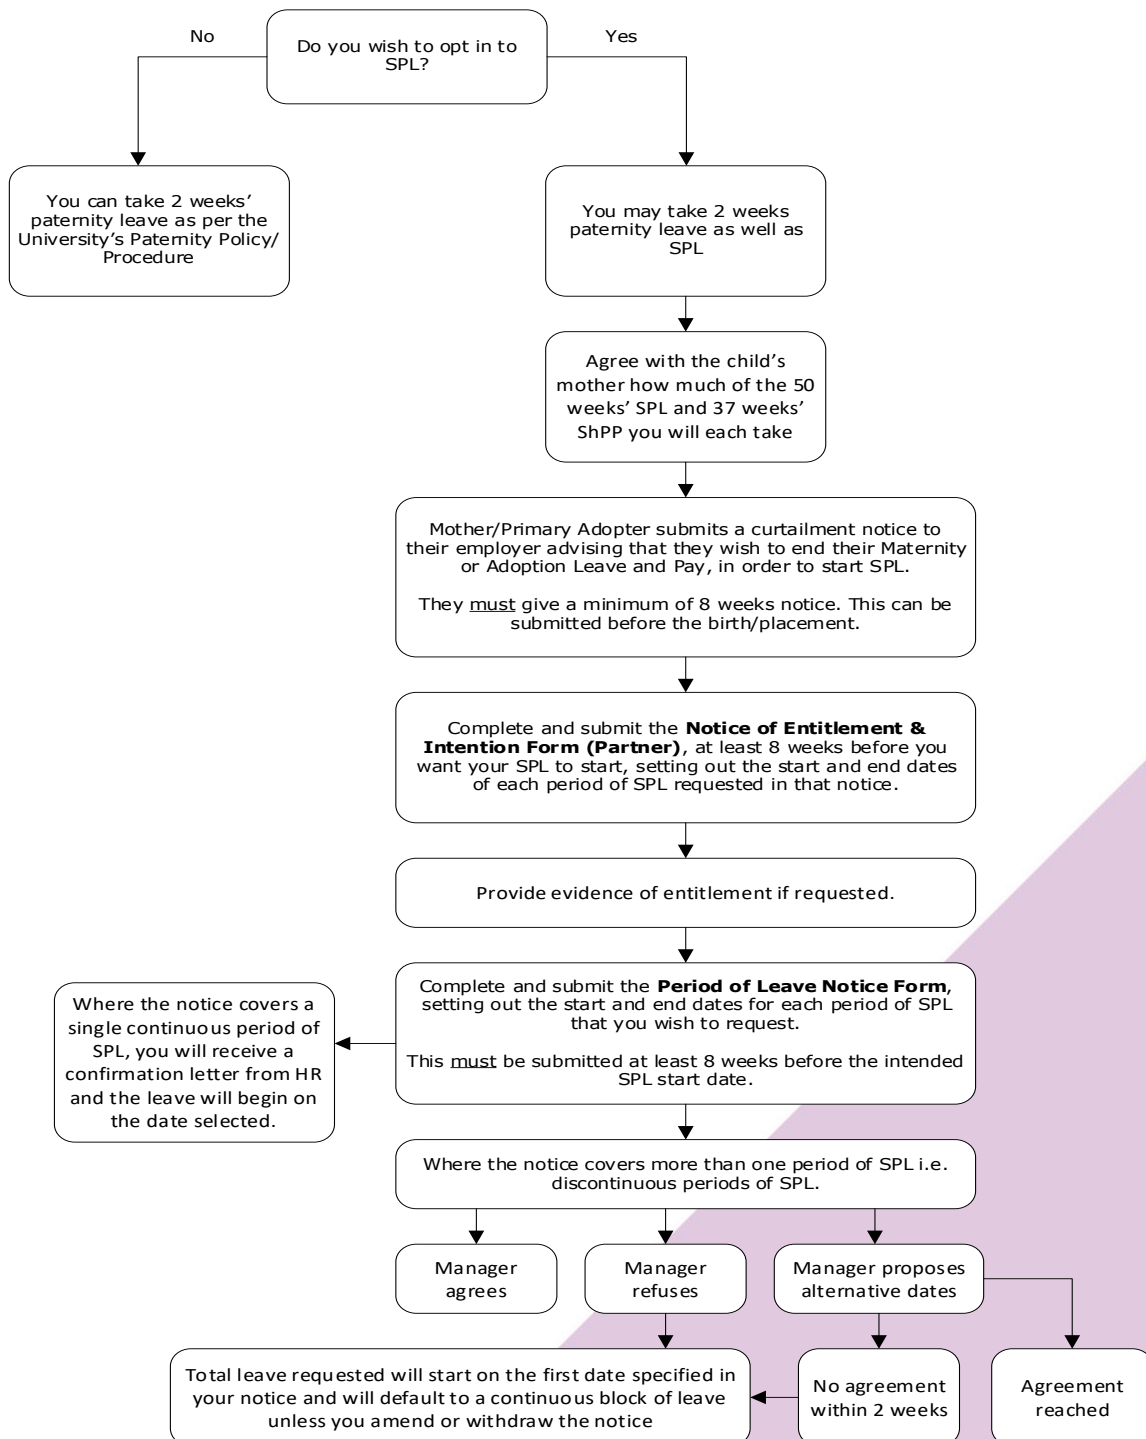 No
Do you wish to opt in to
SPL?
Yes
You can take 2 weeks’
paternity leave as per the
University’s Paternity Policy/
Procedure
You may take 2 weeks
paternity leave as well as
SPL
Agree with the child’s
mother how much of the 50
weeks’ SPL and 37 weeks’
ShPP you will each take
Mother/Primary Adopter submits a curtailment notice to
their employer advising that they wish to end their Maternity
or Adoption Leave and Pay, in order to start SPL.
They must give a minimum of 8 weeks notice. This can be
submitted before the birth/placement.
Complete and submit the Notice of Entitlement &
Intention Form (Partner), at least 8 weeks before you
want your SPL to start, setting out the start and end dates
of each period of SPL requested in that notice.
Provide evidence of entitlement if requested.
Complete and submit the Period of Leave Notice Form,
setting out the start and end dates for each period of SPL
that you wish to request.
This must be submitted at least 8 weeks before the intended
SPL start date.
Where the notice covers a
single continuous period of
SPL, you will receive a
confirmation letter from HR
and the leave will begin on
the date selected.
Where the notice covers more than one period of SPL i.e.
discontinuous periods of SPL.
Manager
agrees
Manager
refuses
Manager proposes
alternative dates
Total leave requested will start on the first date specified in
your notice and will default to a continuous block of leave
unless you amend or withdraw the notice
No agreement
within 2 weeks
Agreement
reached